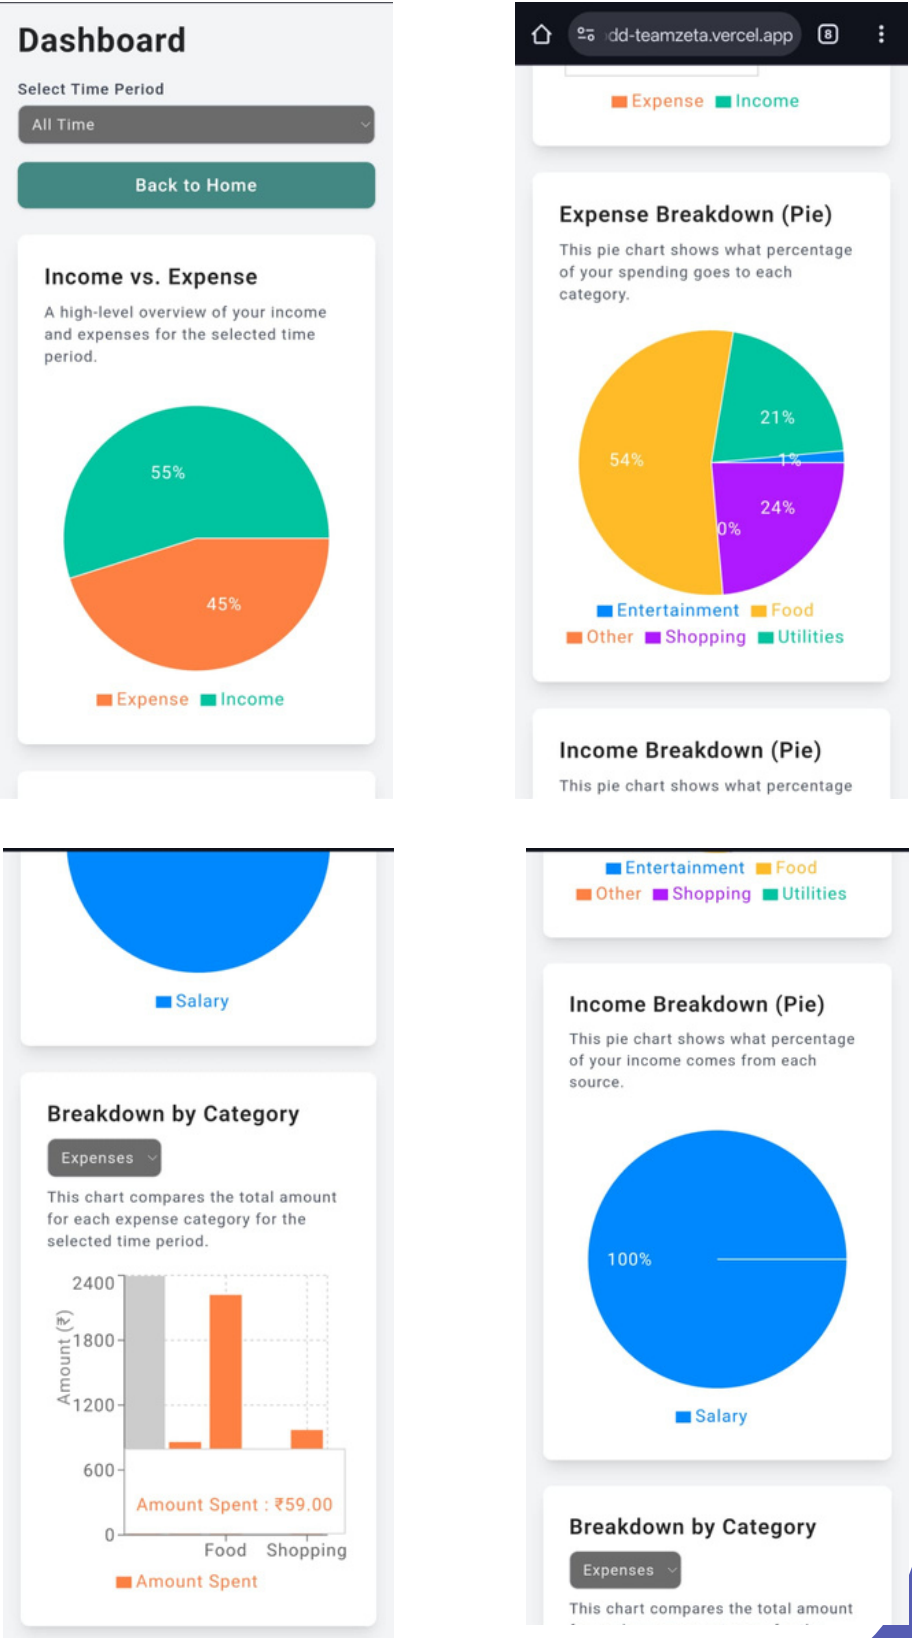 Dashboard
Select Time Period
All Time
Back to Home
Income vs. Expense
A high-level overview of your income
and expenses for the selected time
period.
55%
45%
Expense Income
dd-teamzeta.vercel.app 8
Expense Income
Expense Breakdown (Pie)
This pie chart shows what percentage
of your spending goes to each
category.
21%
54%
1%
24%
0%
Entertainment Food
Other Shopping Utilities
Income Breakdown (Pie)
This pie chart shows what percentage
Salary
Breakdown by Category
Expenses
This chart compares the total amount
for each expense category for the
selected time period.
2400
1800
1200
600
0
Amount (₹)
Amount Spent : ₹59.00
Food Shopping
Amount Spent
Entertainment Food
Other Shopping Utilities
Income Breakdown (Pie)
This pie chart shows what percentage
of your income comes from each
source.
100%
Salary
Breakdown by Category
Expenses
This chart compares the total amount